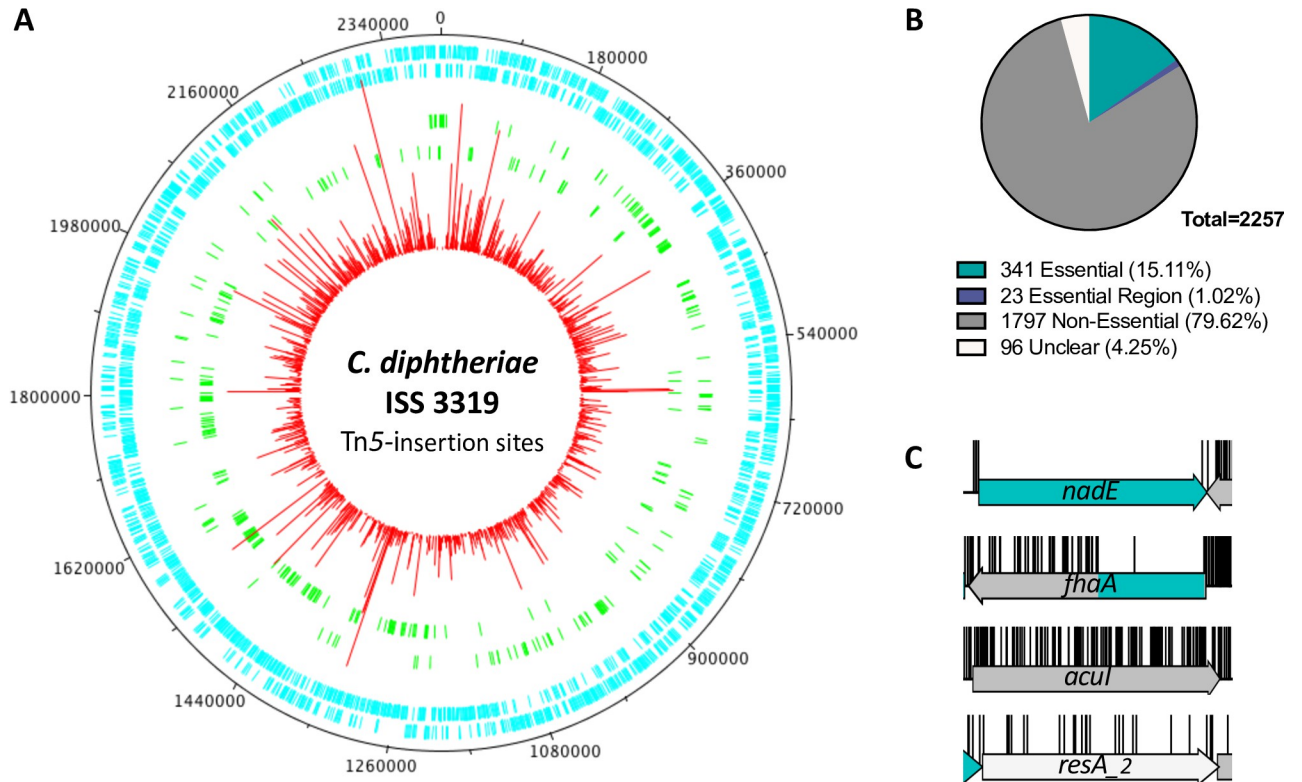 A
0
180000
360000
540000
720000
900000
1080000
1260000
1440000
1620000
1800000
1980000
2160000
2340000
C. diphtheriae
ISS 3319
Tn5-insertion sites
B
Total=2257
341 Essential (15.11%)
23 Essential Region (1.02%)
1797 Non-Essential (79.62%)
96 Unclear (4.25%)
C
nadE
fhaA
acuI
resA_2